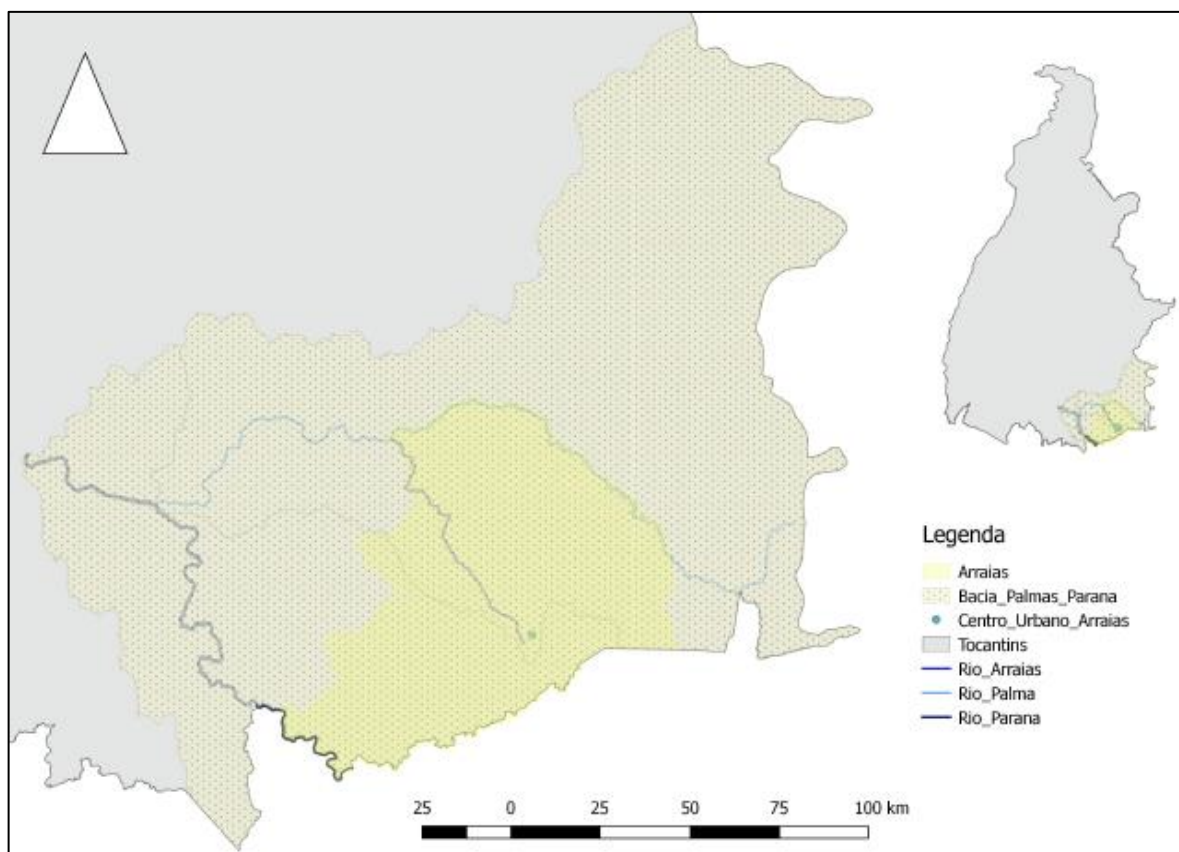 Legenda
Arraias
Bacia_Palmas_Parana
Centro_Urbano_Arraias
Tocantins
Rio_Arraias
Rio_Palma
Rio_Parana
25 0 25 50 75 100 km